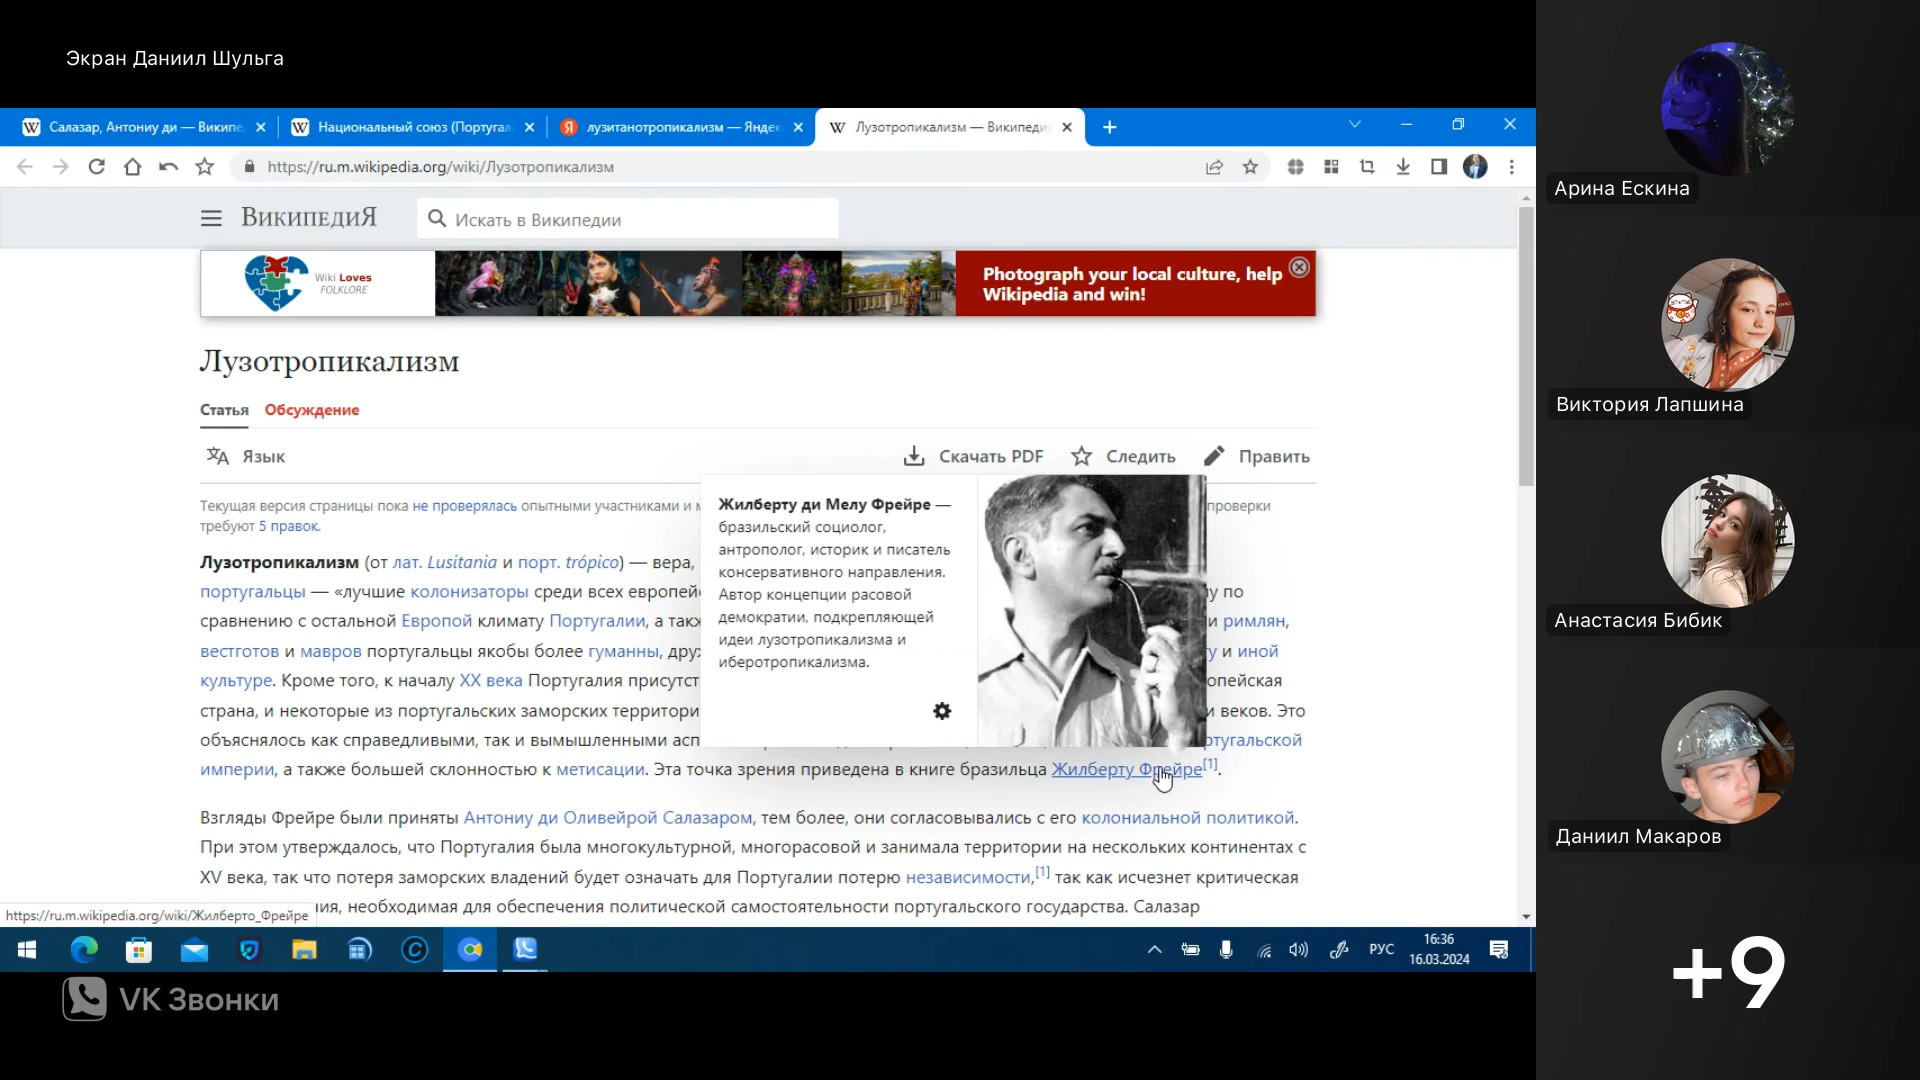 Экран Даниил Шульга
Салазар, Антониу ди — Википе
Национальный союз (Португал
лузитанотропикализм — Яндек
Лузотропикализм — Википедия
https://ru.m.wikipedia.org/wiki/Лузотропикализм
ВикипедиЯ
Искать в Википедии
Wiki Loves
FOLKLORE
Photograph your local culture, help
Wikipedia and win!
Лузотропикализм
Статья Обсуждение
Язык
Скачать PDF Следить Править
Текущая версия страницы пока не проверялась опытными участниками и проверки
требуют 5 правок.
Лузотропикализм (от лат. Lusitania и порт. trópico) — вера,
португальцы — «лучшие колонизаторы среди всех европей у по
сравнению с остальной Европой климату Португалии, а такж и римлян,
вестготов и мавров португальцы якобы более гуманны, дру у и иной
культуре. Кроме того, к началу XX века Португалия присутст опейская
страна, и некоторые из португальских заморских территори и веков. Это
объяснялось как справедливыми, так и вымышленными асп ртугальской
империи, а также большей склонностью к метисации. Эта точка зрения приведена в книге бразильца Жилберту Фрейре[1].
Жилберту ди Мелу Фрейре —
бразильский социолог,
антрополог, историк и писатель
консервативного направления.
Автор концепции расовой
демократии, подкрепляющей
идеи лузотропикализма и
иберотропикализма.
Взгляды Фрейре были приняты Антониу ди Оливейрой Салазаром, тем более, они согласовывались с его колониальной политикой.
При этом утверждалось, что Португалия была многокультурной, многорасовой и занимала территории на нескольких континентах с
XV века, так что потеря заморских владений будет означать для Португалии потерю независимости,[1] так как исчезнет критическая
ния, необходимая для обеспечения политической самостоятельности португальского государства. Салазар
https://ru.m.wikipedia.org/wiki/Жилберто_Фрейре
РУС
16:36
16.03.2024
VK Звонки
Арина Ескина
Виктория Лапшина
Анастасия Бибик
Даниил Макаров
+9